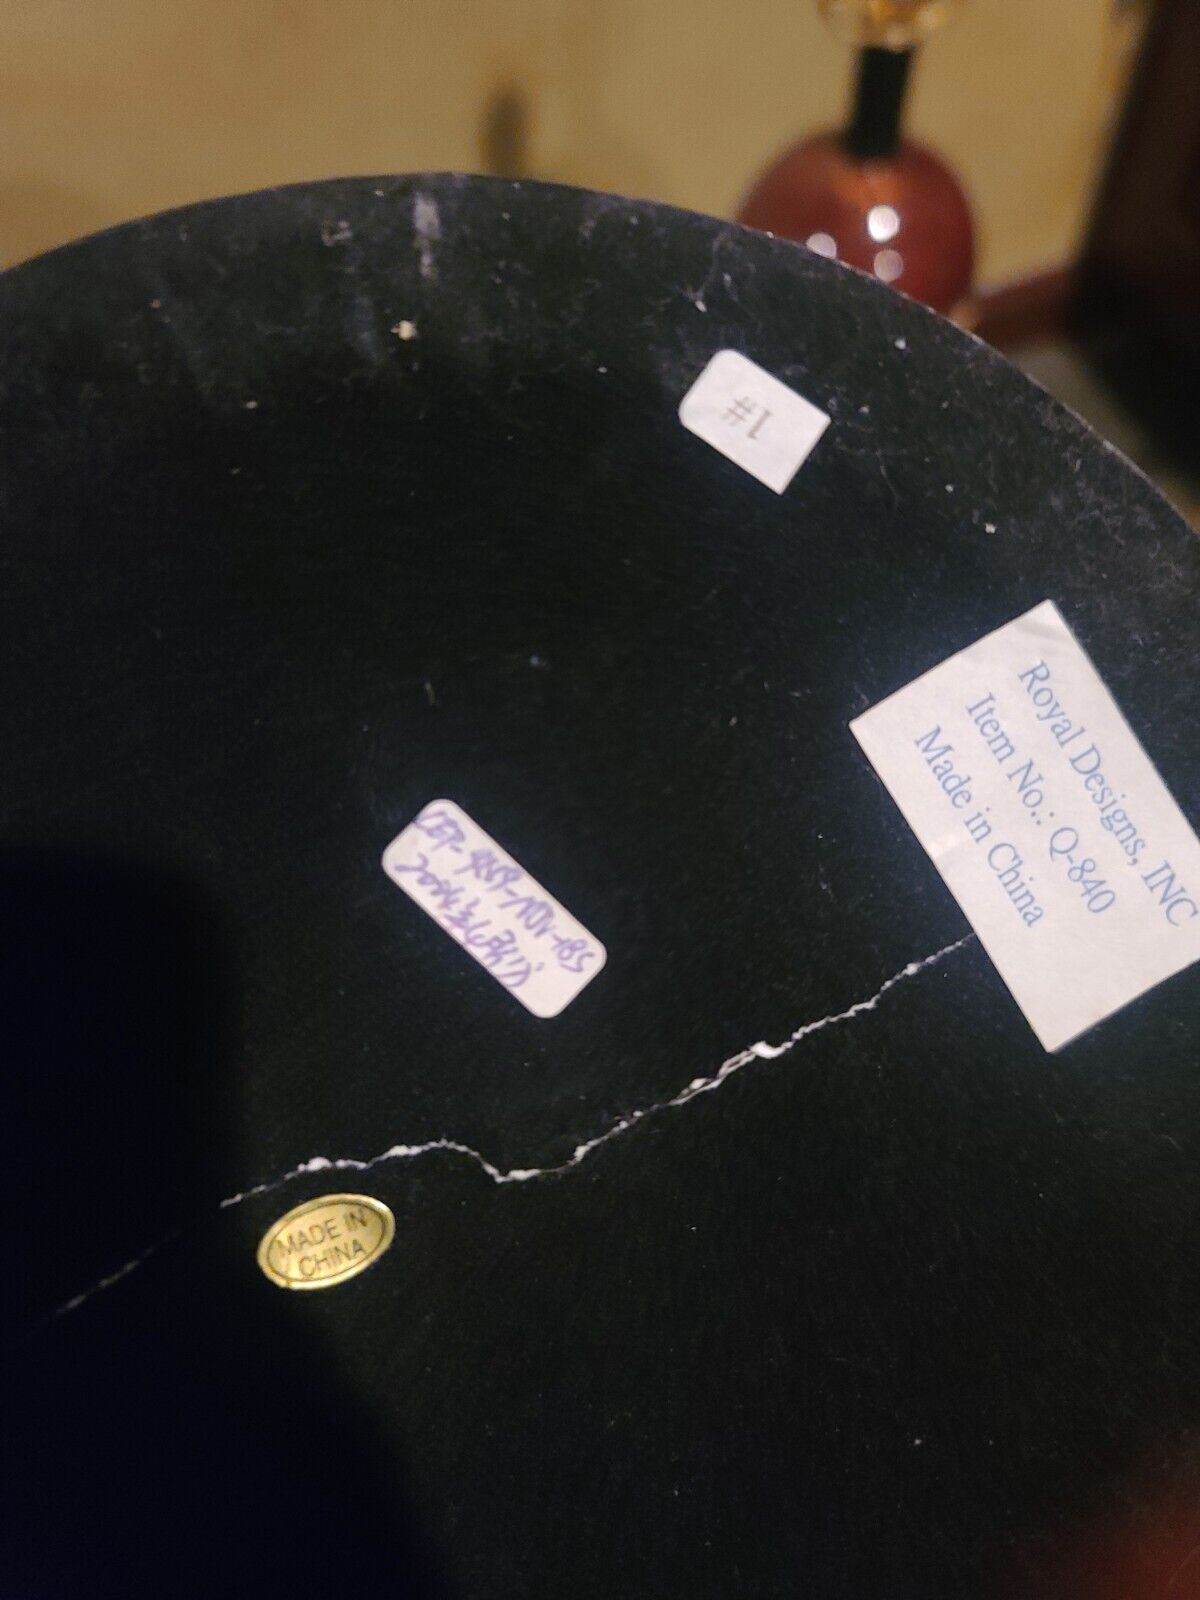 1#
Royal Designs, INC
Item No.: Q-840
Made in China
MADE IN
CHINA